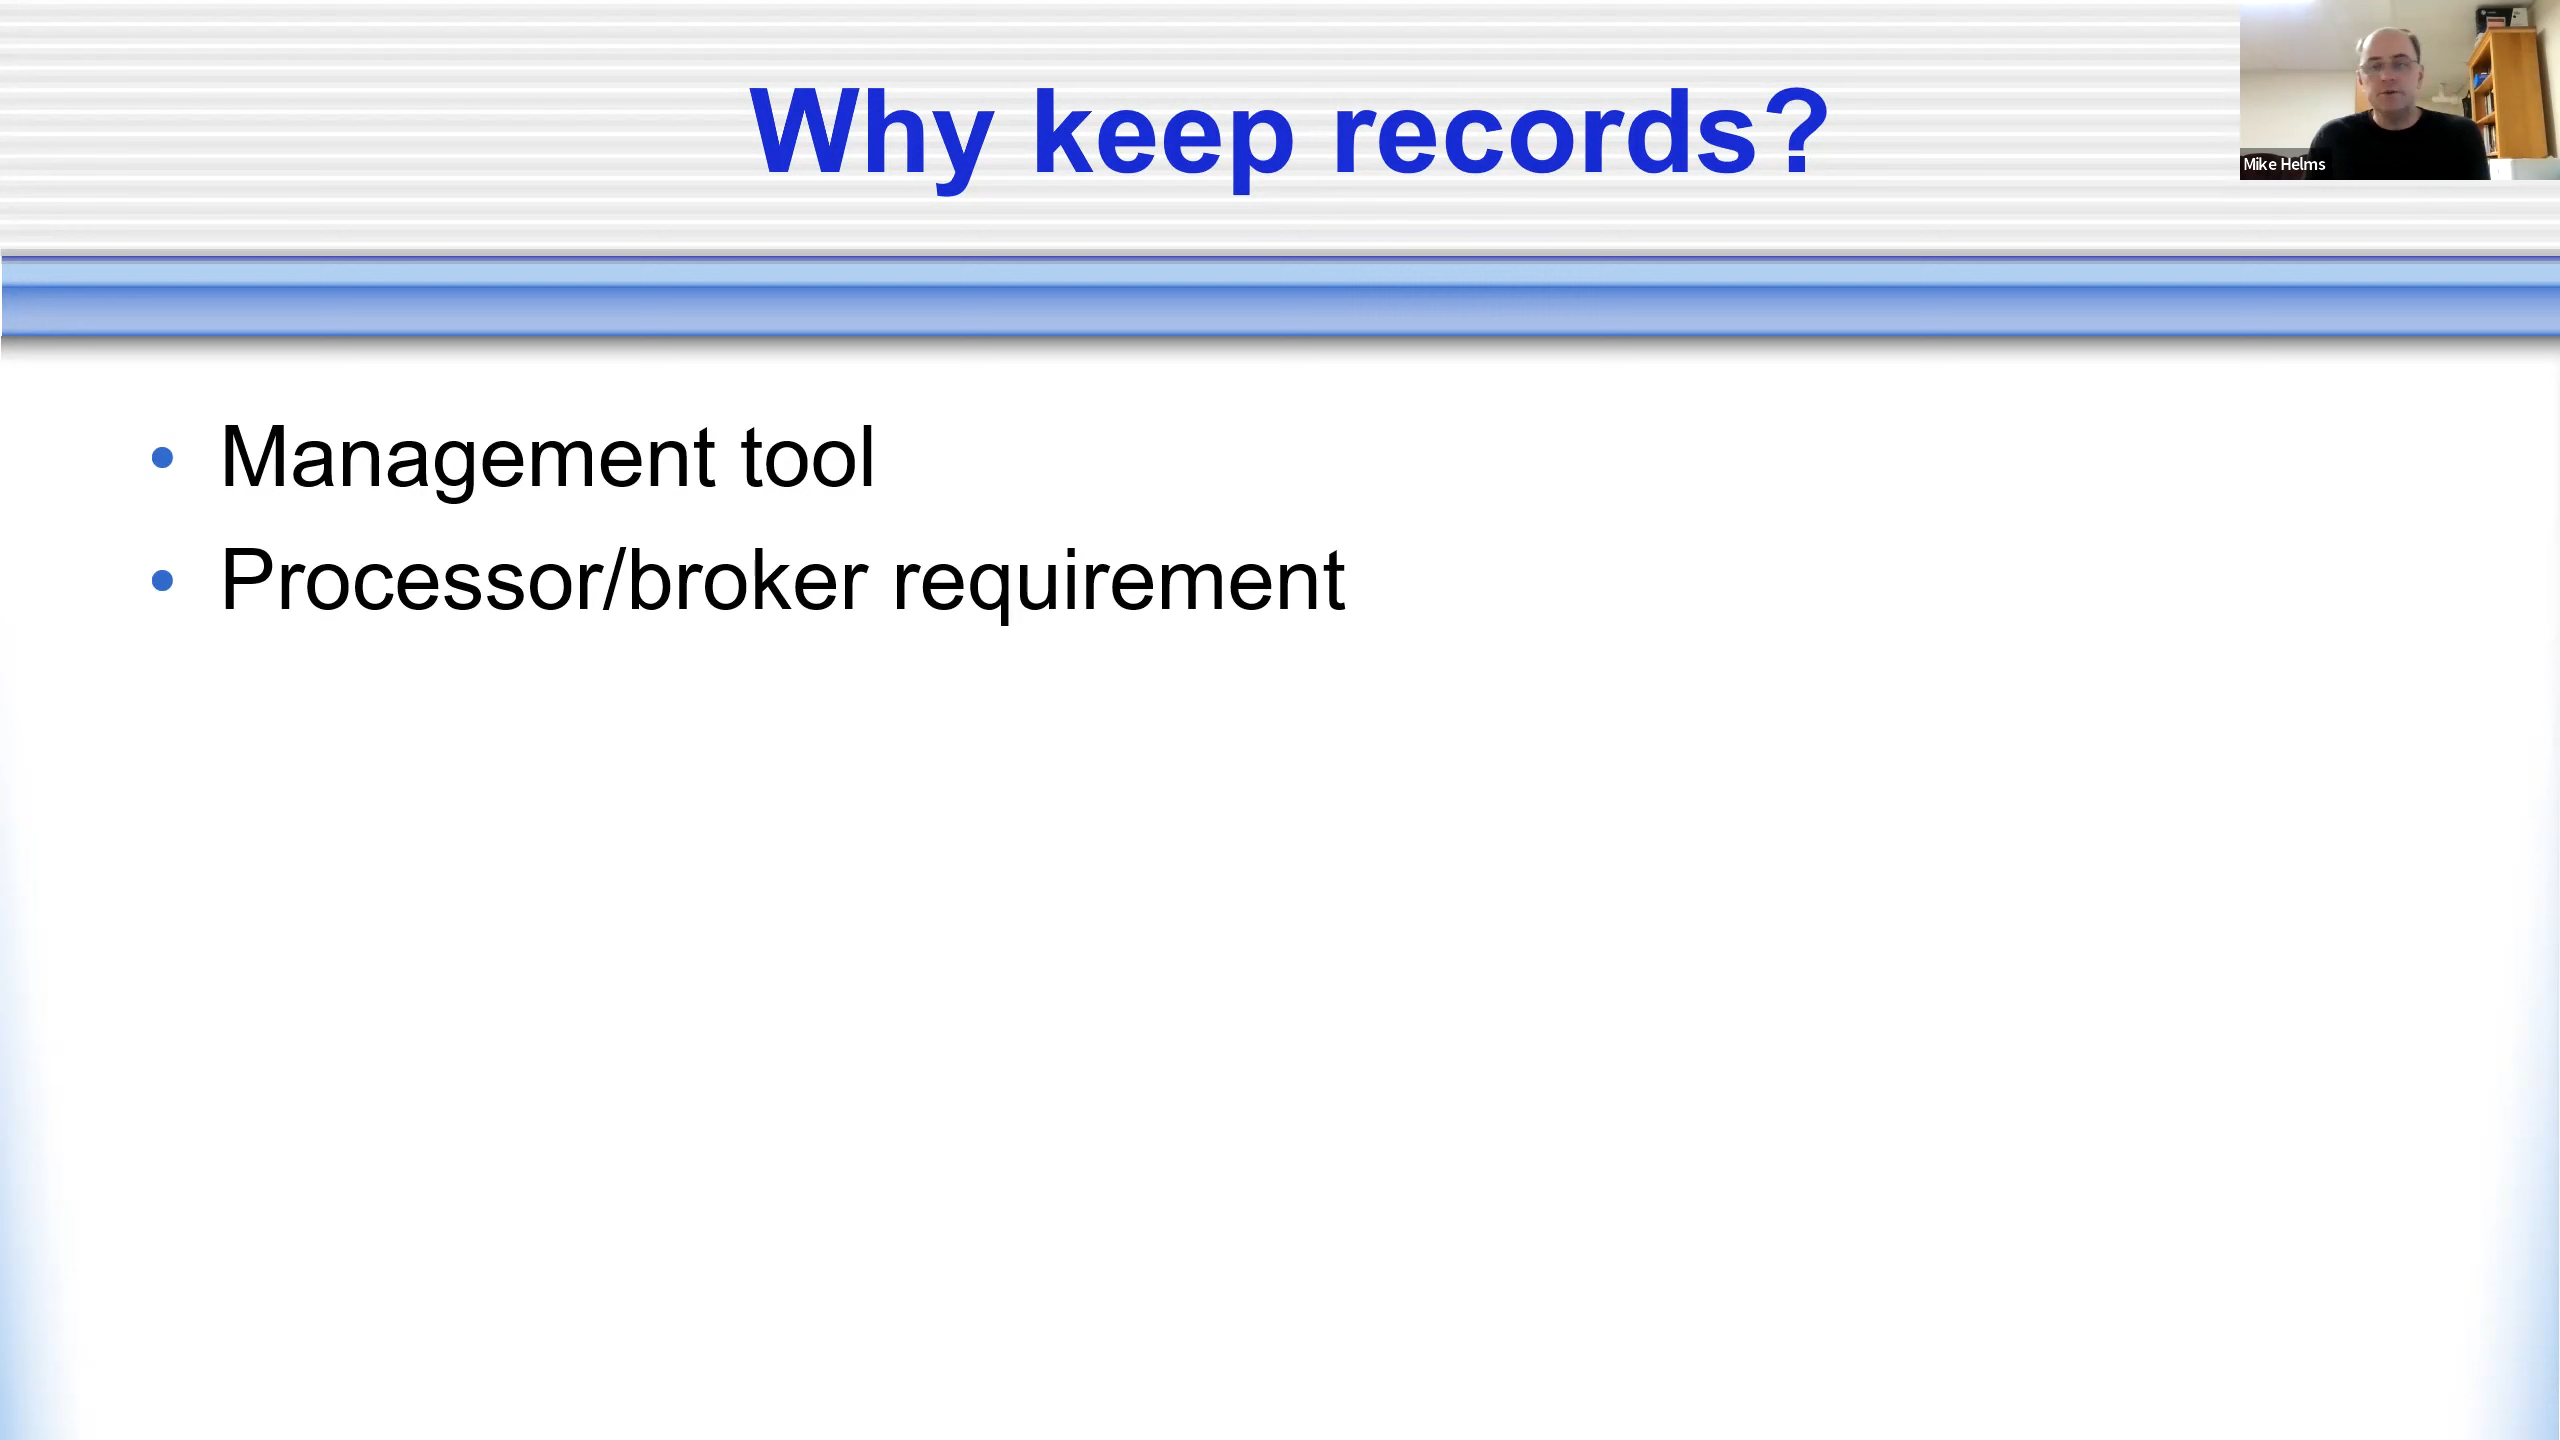 Why keep records?
Mike Helms
• Management tool
• Processor/broker requirement